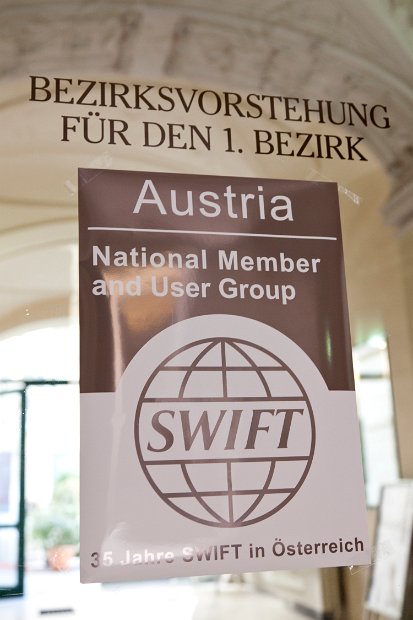 BEZIRKSVORSTEHUNG
FÜR DEN 1. BEZIRK
Austria
National Member
and User Group
SWIFT
35 Jahre SWIFT in Österreich